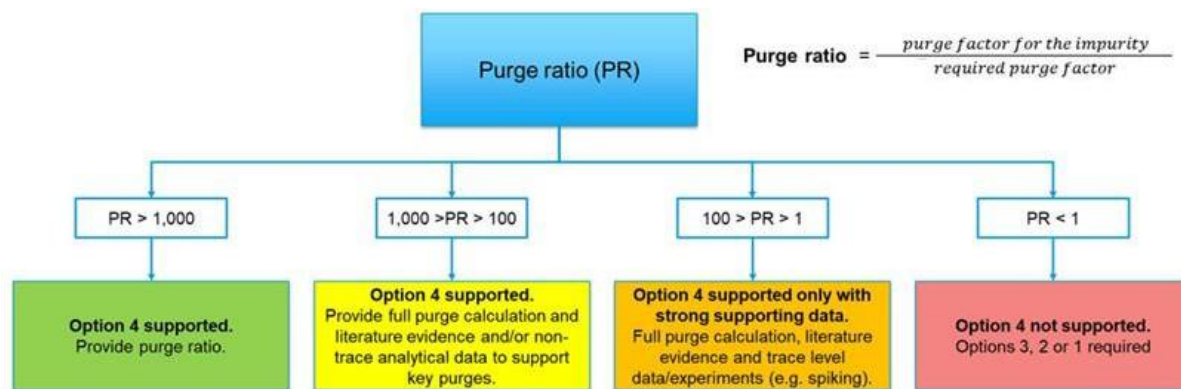 Purge ratio (PR)
Purge ratio = purge factor for the impurity
required purge factor
PR > 1,000
1,000 >PR > 100
100 > PR > 1
PR < 1
Option 4 supported.
Provide purge ratio.
Option 4 supported.
Provide full purge calculation and
literature evidence and/or non-
trace analytical data to support
key purges.
Option 4 supported only with
strong supporting data.
Full purge calculation, literature
evidence and trace level
data/experiments (e.g. spiking).
Option 4 not supported.
Options 3, 2 or 1 required